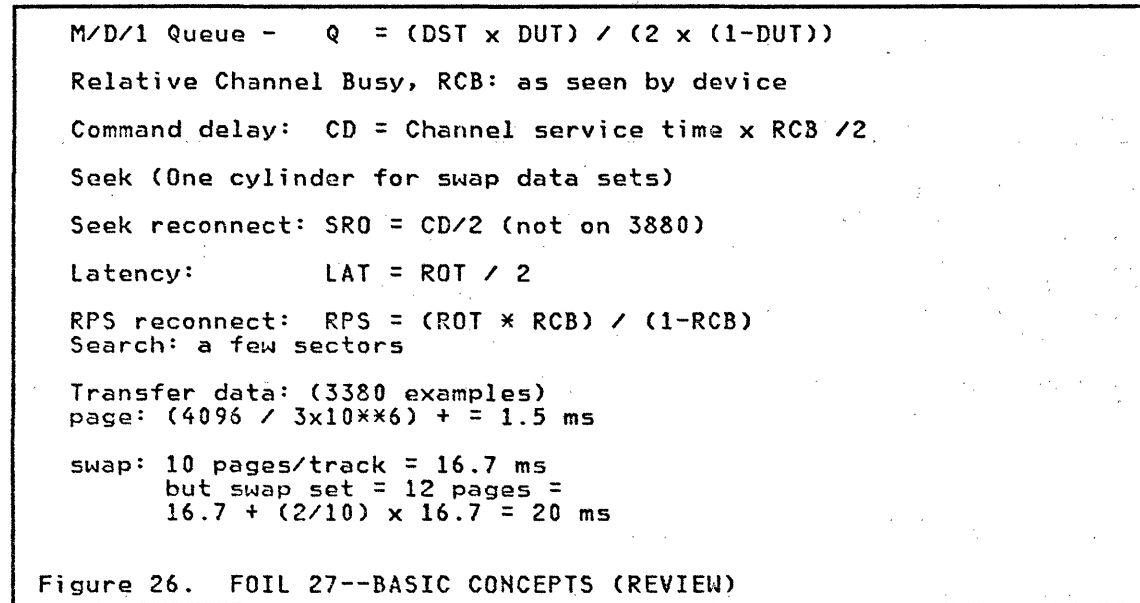 M/D/1 Queue - Q = (DST x DUT) / (2 x (1-DUT))
Relative Channel Busy, RCB: as seen by device
Command delay: CD = Channel service time x RCB /2
Seek (One cylinder for swap data sets)
Seek reconnect: SRO = CD/2 (not on 3880)
Latency: LAT = ROT / 2
RPS reconnect: RPS = (ROT * RCB) / (1-RCB)
Search: a few sectors
Transfer data: (3380 examples)
page: (4096 / 3x10**6) + = 1.5 ms
swap: 10 pages/track = 16.7 ms
but swap set = 12 pages =
16.7 + (2/10) x 16.7 = 20 ms
Figure 26. FOIL 27--BASIC CONCEPTS (REVIEW)